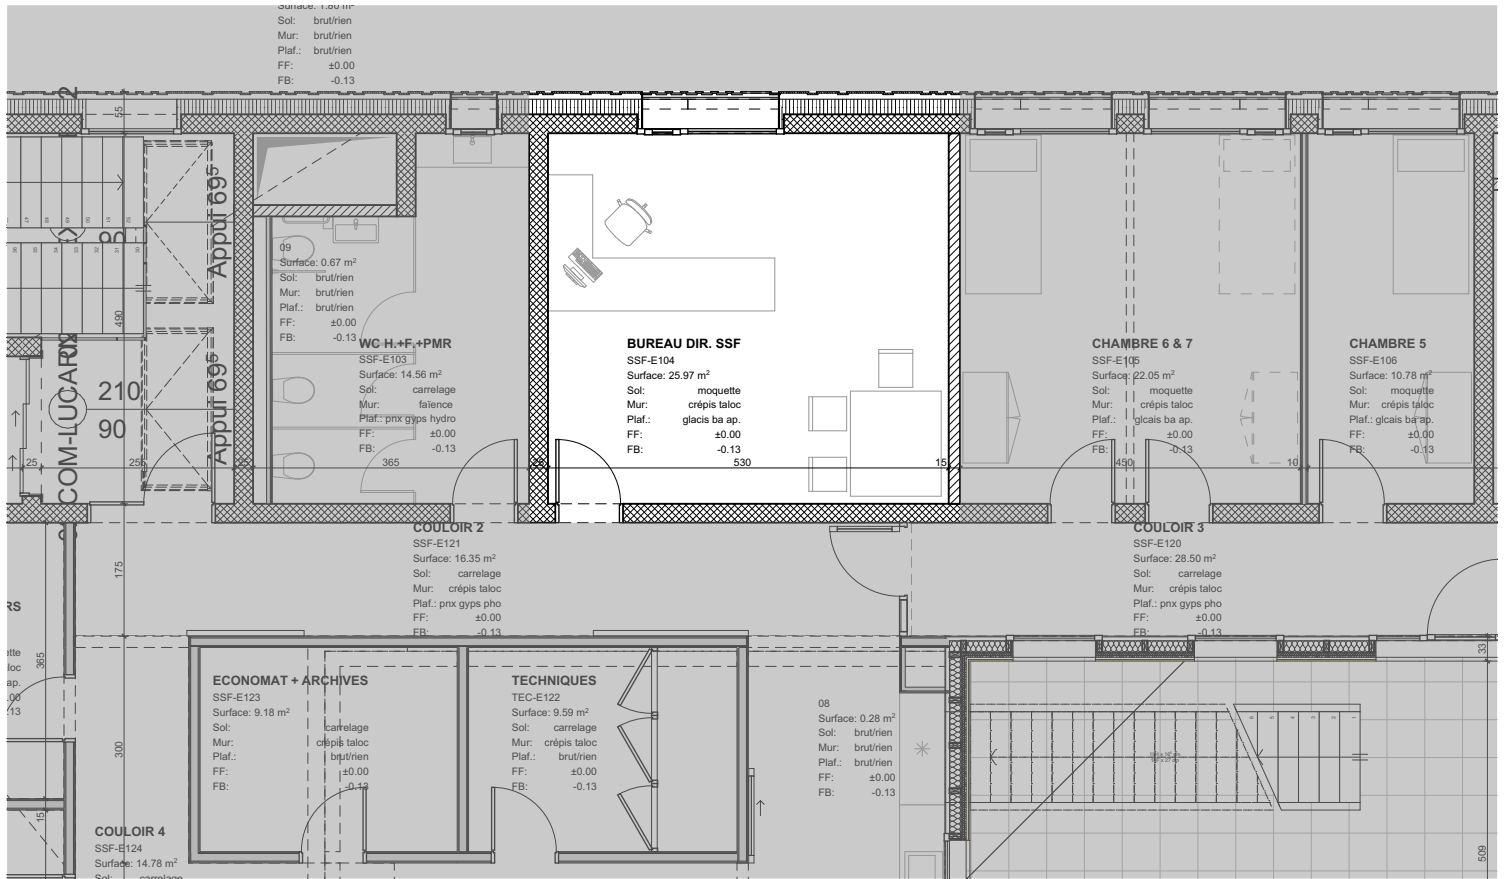 Surface: 1.80 m²
Sol: brut/rien
Mur: brut/rien
Plaf.: brut/rien
FF: ±0.00
FB: -0.13
55
2
Appui 69⁵
90
490
09
Surface: 0.67 m²
Sol: brut/rien
Mur: brut/rien
Plaf.: brut/rien
FF: ±0.00
FB: -0.13
WC H.+F.+PMR
SSF-E103
Surface: 14.56 m²
Sol: carrelage
Mur: faïence
Plaf.: pnx gyps hydro
FF: ±0.00
FB: -0.13
BUREAU DIR. SSF
SSF-E104
Surface: 25.97 m²
Sol: moquette
Mur: crépis taloc
Plaf.: glacis ba ap.
FF: ±0.00
FB: -0.13
CHAMBRE 6 & 7
SSF-E105
Surface: 22.05 m²
Sol: moquette
Mur: crépis taloc
Plaf.: glcais ba ap.
FF: ±0.00
FB: -0.13
CHAMBRE 5
SSF-E106
Surface: 10.78 m²
Sol: moquette
Mur: crépis taloc
Plaf.: glcais ba ap.
FF: ±0.00
FB: -0.13
COM-LUCARN
210
90
Appui 69⁵
25
255
25
365
25
530
15
450
10
COULOIR 2
SSF-E121
Surface: 16.35 m²
Sol: carrelage
Mur: crépis taloc
Plaf.: pnx gyps pho
FF: ±0.00
FB: -0.13
COULOIR 3
SSF-E120
Surface: 28.50 m²
Sol: carrelage
Mur: crépis taloc
Plaf.: pnx gyps pho
FF: ±0.00
FB: -0.13
175
RS
ette
loc
ap.
.00
.13
365
33
ECONOMAT + ARCHIVES
SSF-E123
Surface: 9.18 m²
Sol: carrelage
Mur: crépis taloc
Plaf.: brut/rien
FF: ±0.00
FB: -0.13
TECHNIQUES
TEC-E122
Surface: 9.59 m²
Sol: carrelage
Mur: crépis taloc
Plaf.: brut/rien
FF: ±0.00
FB: -0.13
08
Surface: 0.28 m²
Sol: brut/rien
Mur: brut/rien
Plaf.: brut/rien
FF: ±0.00
FB: -0.13
300
15
509
COULOIR 4
SSF-E124
Surface: 14.78 m²
Sol: carrelage